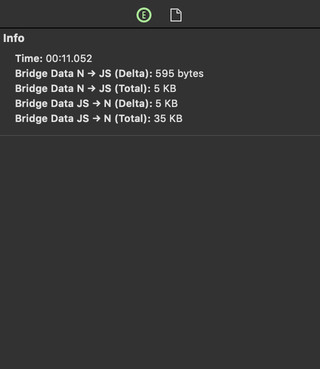 E
Info
Time: 00:11.052
Bridge Data N → JS (Delta): 595 bytes
Bridge Data N → JS (Total): 5 KB
Bridge Data JS → N (Delta): 5 KB
Bridge Data JS → N (Total): 35 KB